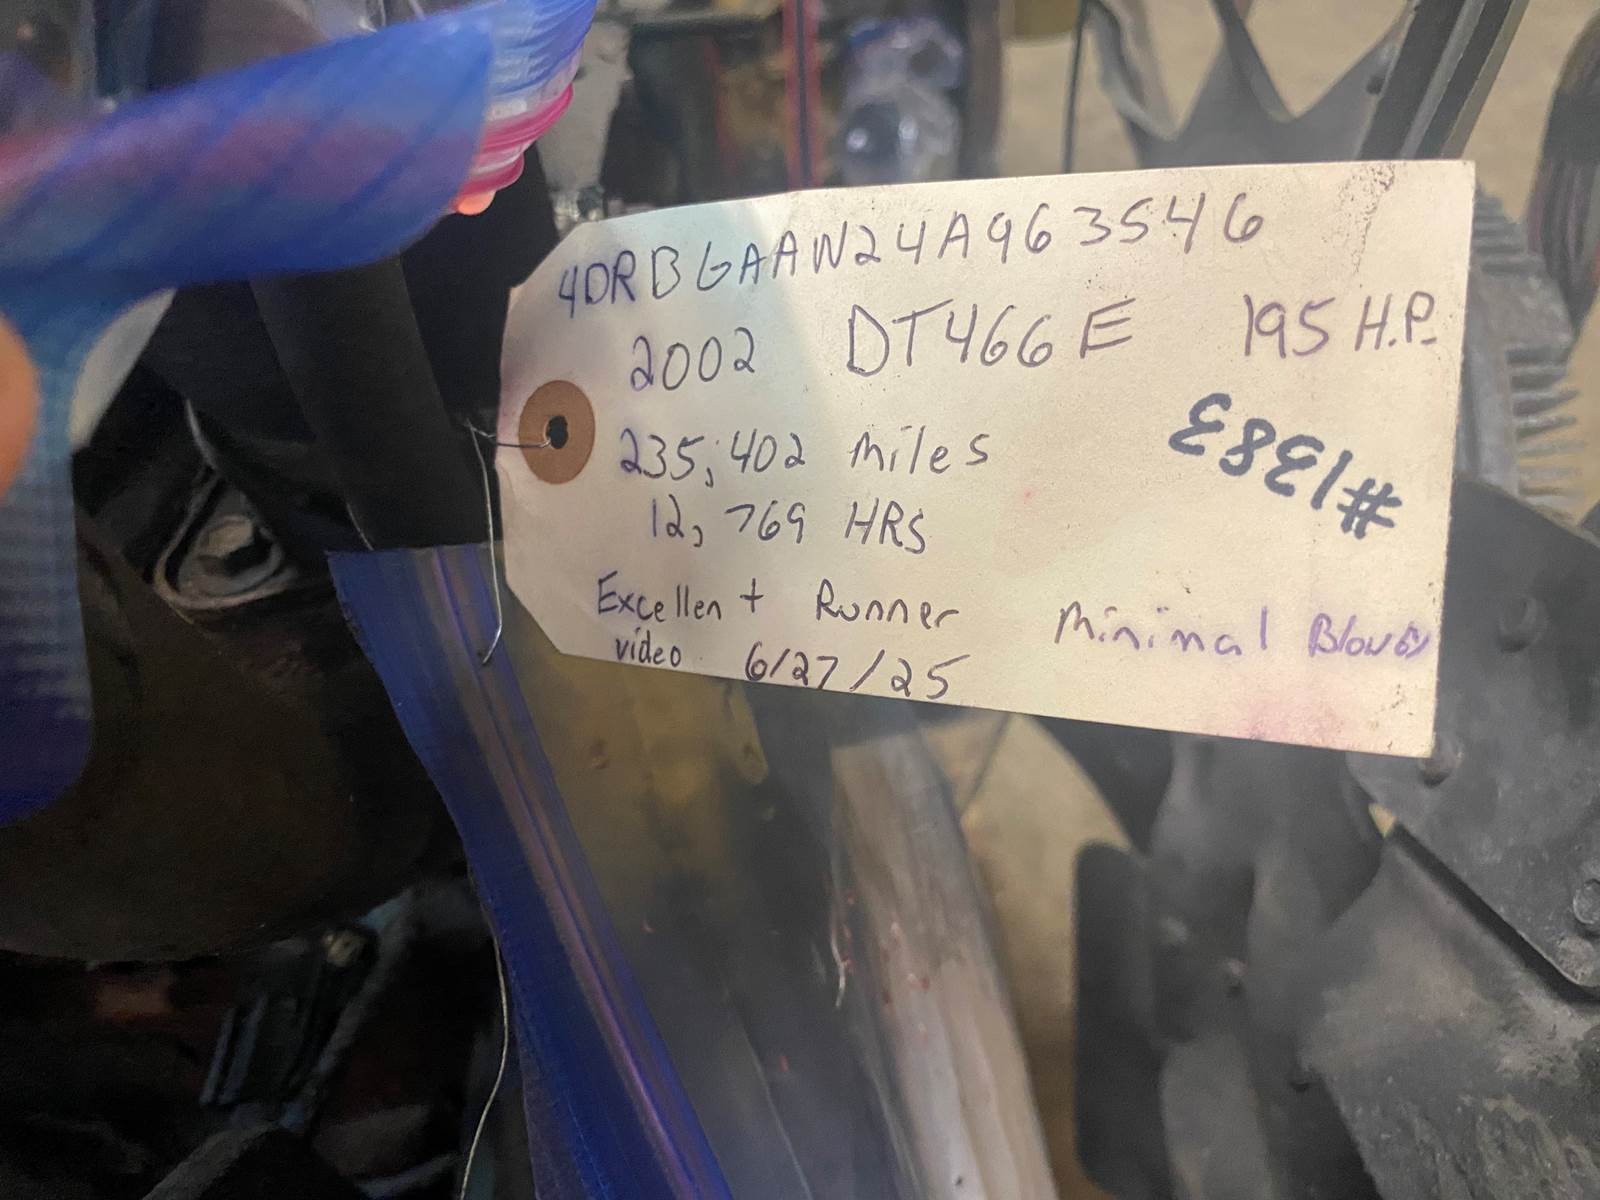 4DRBGAAN24A963546
2002 DT466E 195 H.P.
#1383
235,402 miles
12,769 HRS
Excellent Runner Minimal Blowby
video 6/27/25